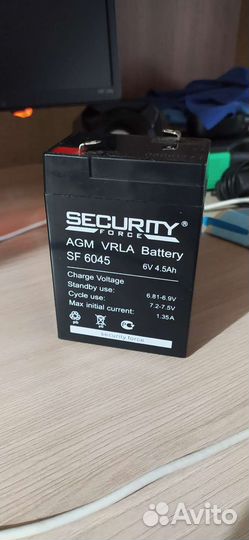 SECURITY®
FORCE
AGM VRLA Battery
SF 6045
6V 4.5Ah
Charge Voltage
Standby use: 6.81-6.9V
Cycle use: 7.2-7.5V
Max initial current: 1.35A
Pb
security force
Avito